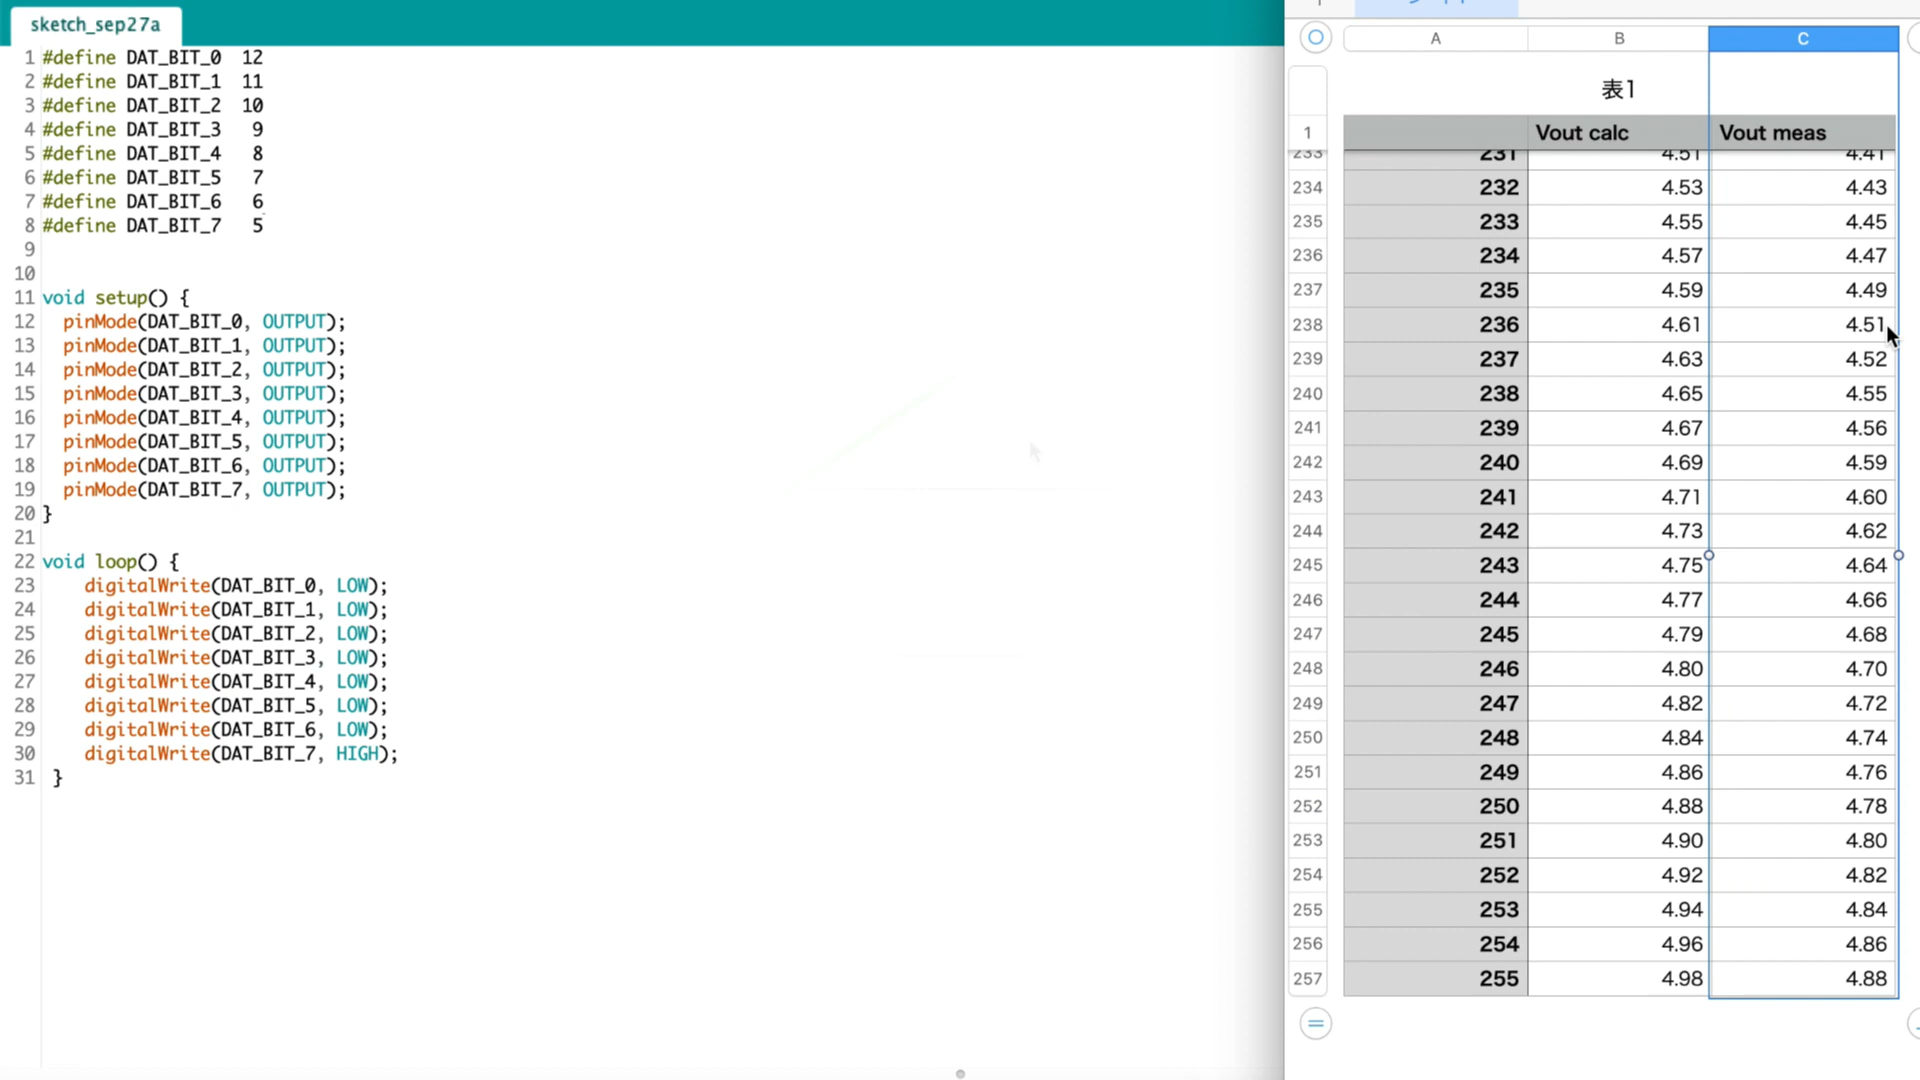 sketch_sep27a
1 #define DAT_BIT_0 12
2 #define DAT_BIT_1 11
3 #define DAT_BIT_2 10
4 #define DAT_BIT_3 9
5 #define DAT_BIT_4 8
6 #define DAT_BIT_5 7
7 #define DAT_BIT_6 6
8 #define DAT_BIT_7 5
9
10
11 void setup() {
12 pinMode(DAT_BIT_0, OUTPUT);
13 pinMode(DAT_BIT_1, OUTPUT);
14 pinMode(DAT_BIT_2, OUTPUT);
15 pinMode(DAT_BIT_3, OUTPUT);
16 pinMode(DAT_BIT_4, OUTPUT);
17 pinMode(DAT_BIT_5, OUTPUT);
18 pinMode(DAT_BIT_6, OUTPUT);
19 pinMode(DAT_BIT_7, OUTPUT);
20 }
21
22 void loop() {
23 digitalWrite(DAT_BIT_0, LOW);
24 digitalWrite(DAT_BIT_1, LOW);
25 digitalWrite(DAT_BIT_2, LOW);
26 digitalWrite(DAT_BIT_3, LOW);
27 digitalWrite(DAT_BIT_4, LOW);
28 digitalWrite(DAT_BIT_5, LOW);
29 digitalWrite(DAT_BIT_6, LOW);
30 digitalWrite(DAT_BIT_7, HIGH);
31 }
A B C
表1
1 Vout calc Vout meas
233 231 4.51 4.41
234 232 4.53 4.43
235 233 4.55 4.45
236 234 4.57 4.47
237 235 4.59 4.49
238 236 4.61 4.51
239 237 4.63 4.52
240 238 4.65 4.55
241 239 4.67 4.56
242 240 4.69 4.59
243 241 4.71 4.60
244 242 4.73 4.62
245 243 4.75 4.64
246 244 4.77 4.66
247 245 4.79 4.68
248 246 4.80 4.70
249 247 4.82 4.72
250 248 4.84 4.74
251 249 4.86 4.76
252 250 4.88 4.78
253 251 4.90 4.80
254 252 4.92 4.82
255 253 4.94 4.84
256 254 4.96 4.86
257 255 4.98 4.88